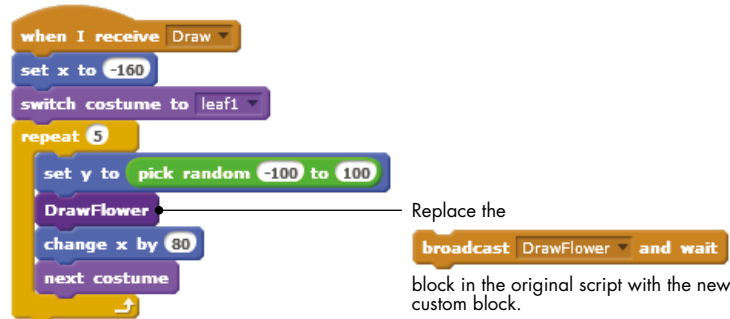 when I receive Draw
set x to -160
switch costume to leaf1
repeat 5
set y to pick random -100 to 100
DrawFlower
change x by 80
next costume
Replace the
broadcast DrawFlower and wait
block in the original script with the new
custom block.